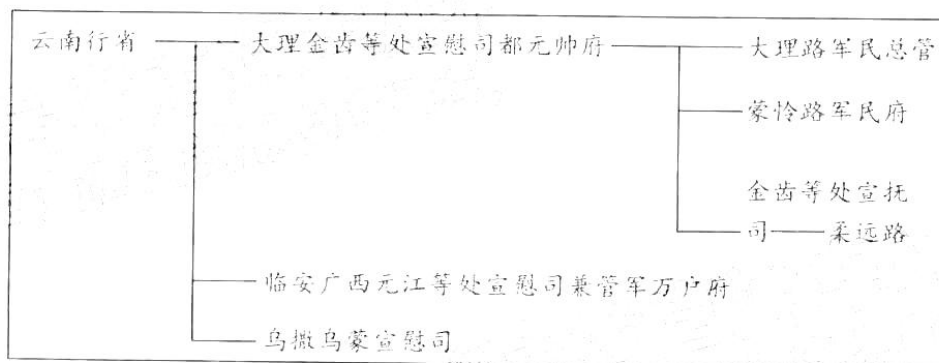 云南行省
大理金齿等处宣慰司都元帅府
大理路军民总管
蒙怜路军民府
金齿等处宣抚
司——柔远路
临安广西元江等处宣慰司兼管军万户府
乌撒乌蒙宣慰司